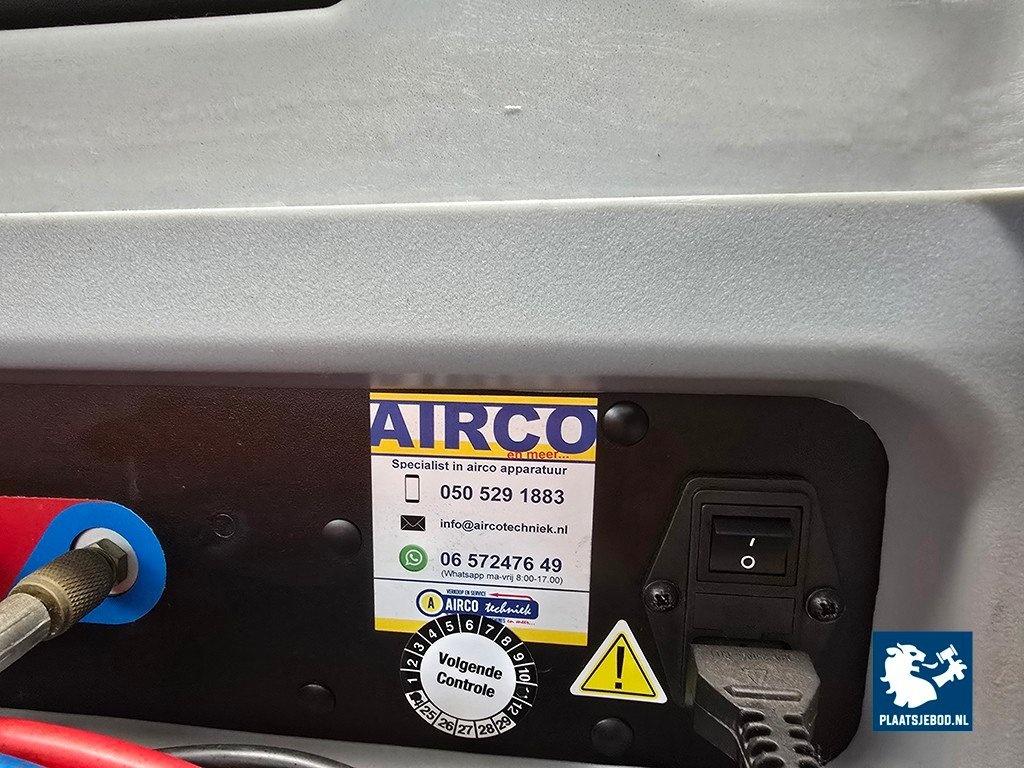 AIRCO
en meer...
Specialist in airco apparatuur
050 529 1883
info@aircotechniek.nl
06 572476 49
(Whatsapp ma-vrij 8:00-17.00)
VERKOOP EN SERVICE
A AIRCO techniek
en meer...
1 2 3 4 5 6 7 8 9 10 11 12
Volgende
Controle
25 26 27 28 29
I
O
!
PLAATSJEBOD.NL